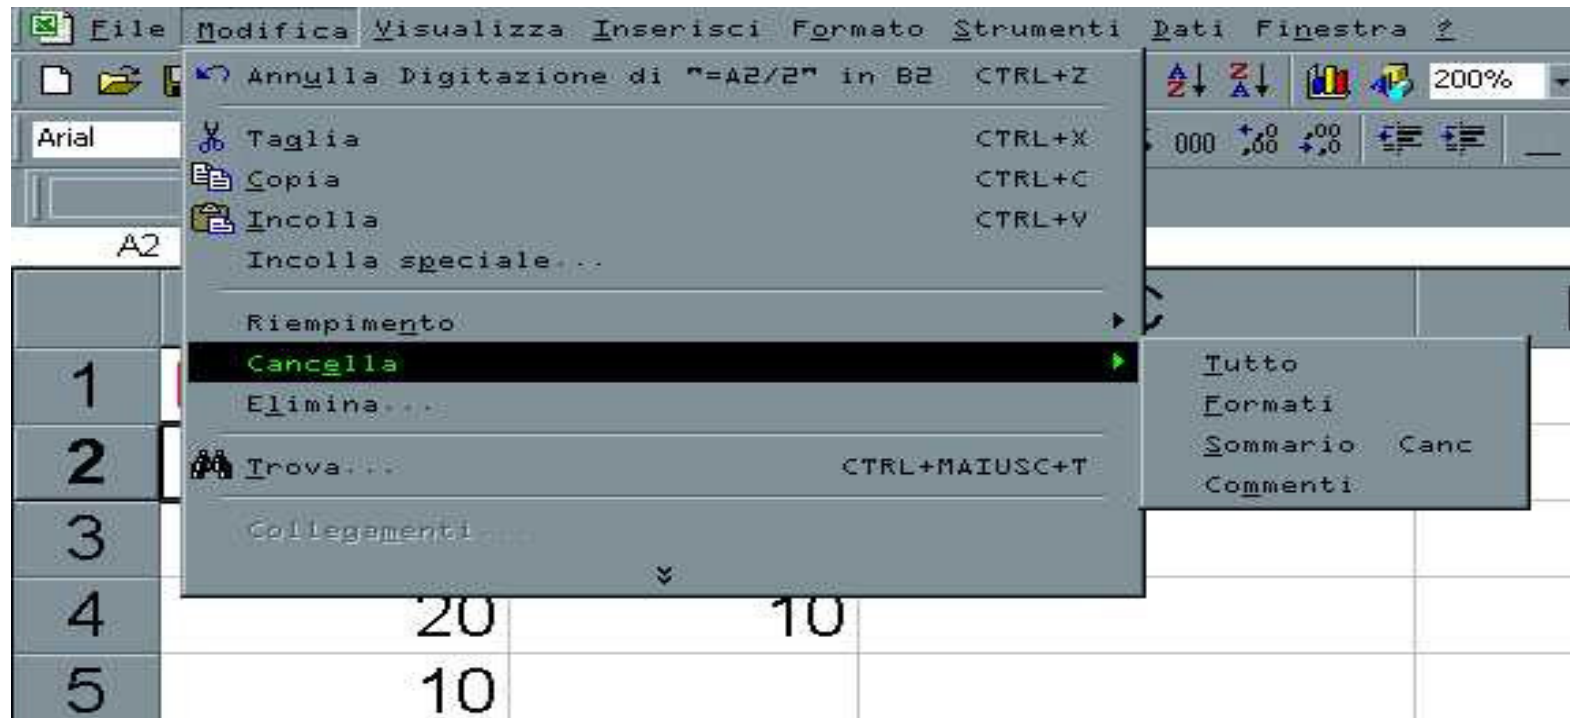 File Modifica Visualizza Inserisci Formato Strumenti Dati Finestra ?
Annulla Digitazione di "=A2/2" in B2 CTRL+Z
200%
Arial
Taglia CTRL+X
000
Copia CTRL+C
Incolla CTRL+V
A2
Incolla speciale...
C
Riempimento
1
Cancella
Tutto
Elimina...
Formati
2
Trova... CTRL+MAIUSC+T
Sommario Canc
Commenti
3
Collegamenti...
4 20 10
5 10